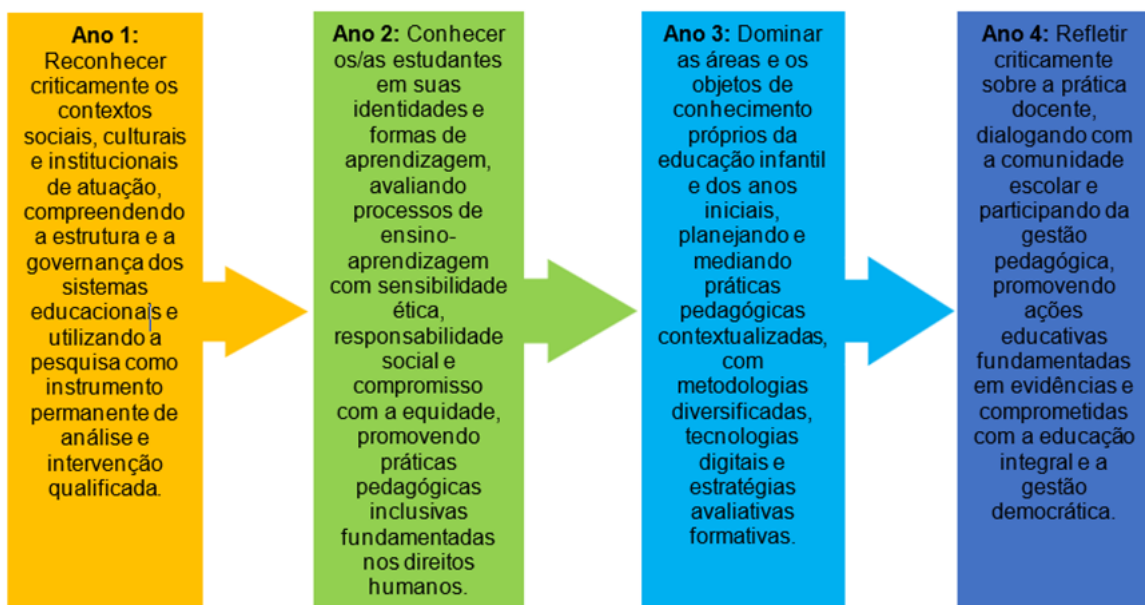 Ano 1:
Reconhecer
criticamente os
contextos
sociais, culturais
e institucionais
de atuação,
compreendendo
a estrutura e a
governança dos
sistemas
educacionais e
utilizando a
pesquisa como
instrumento
permanente de
análise e
intervenção
qualificada.
Ano 2: Conhecer
os/as estudantes
em suas
identidades e
formas de
aprendizagem,
avaliando
processos de
ensino-
aprendizagem
com sensibilidade
ética,
responsabilidade
social e
compromisso
com a equidade,
promovendo
práticas
pedagógicas
inclusivas
fundamentadas
nos direitos
humanos.
Ano 3: Dominar
as áreas e os
objetos de
conhecimento
próprios da
educação infantil
e dos anos
iniciais,
planejando e
mediando
práticas
pedagógicas
contextualizadas,
com
metodologias
diversificadas,
tecnologias
digitais e
estratégias
avaliativas
formativas.
Ano 4: Refletir
criticamente
sobre a prática
docente,
dialogando com
a comunidade
escolar e
participando da
gestão
pedagógica,
promovendo
ações
educativas
fundamentadas
em evidências e
comprometidas
com a educação
integral e a
gestão
democrática.